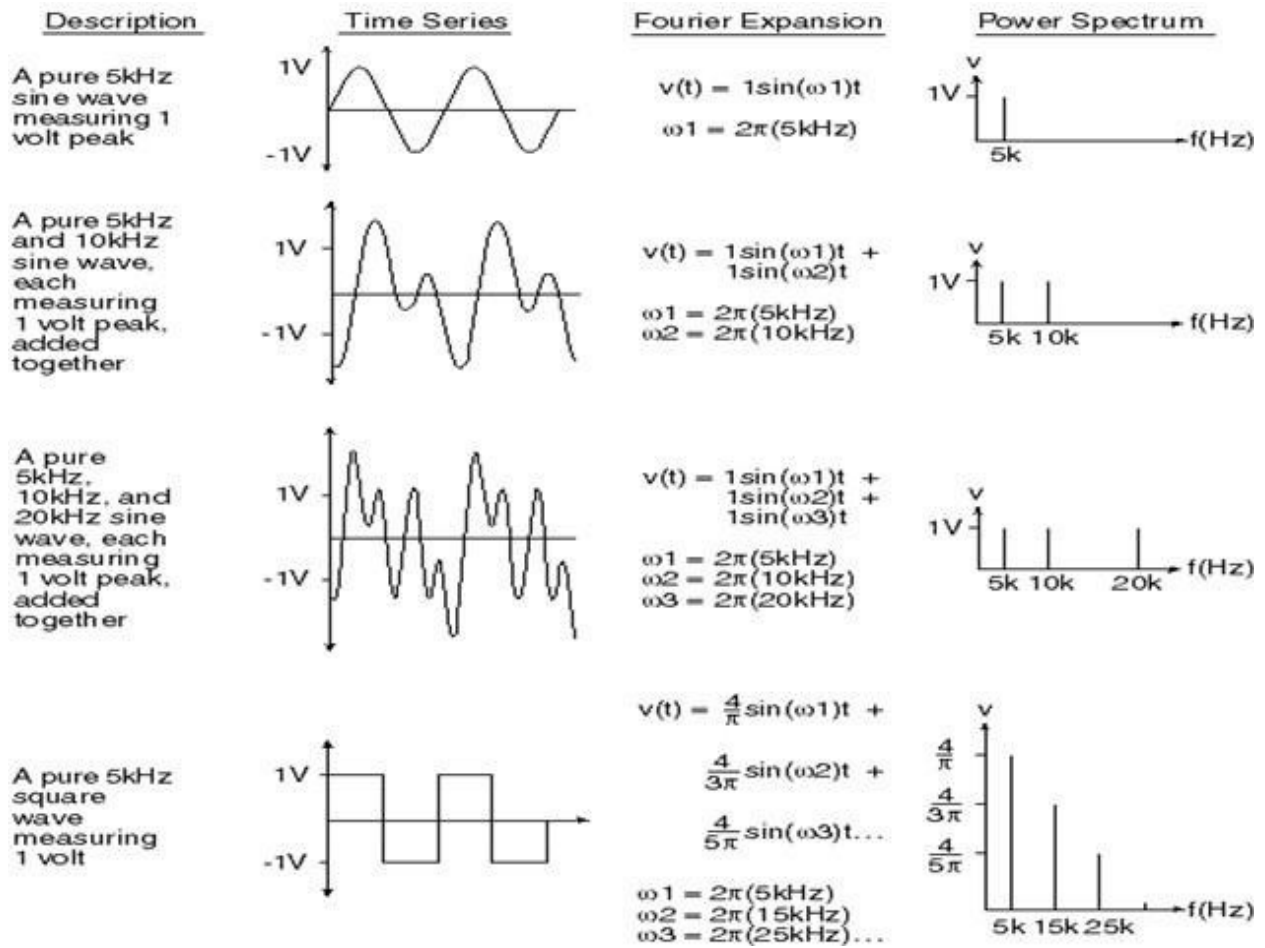 Description
Time Series
Fourier Expansion
Power Spectrum
A pure 5kHz
sine wave
measuring 1
volt peak
1V
-1V
v(t) = 1sin(ω1)t
ω1 = 2π(5kHz)
v
1V
5k
f(Hz)
A pure 5kHz
and 10kHz
sine wave,
each
measuring
1 volt peak,
added
together
1V
-1V
v(t) = 1sin(ω1)t +
1sin(ω2)t
ω1 = 2π(5kHz)
ω2 = 2π(10kHz)
v
1V
5k 10k
f(Hz)
A pure
5kHz,
10kHz, and
20kHz sine
wave, each
measuring
1 volt peak,
added
together
1V
-1V
v(t) = 1sin(ω1)t +
1sin(ω2)t +
1sin(ω3)t
ω1 = 2π(5kHz)
ω2 = 2π(10kHz)
ω3 = 2π(20kHz)
v
1V
5k 10k 20k
f(Hz)
A pure 5kHz
square
wave
measuring
1 volt
1V
-1V
v(t) = 4/π sin(ω1)t +
4/3π sin(ω2)t +
4/5π sin(ω3)t...
ω1 = 2π(5kHz)
ω2 = 2π(15kHz)
ω3 = 2π(25kHz)...
v
4/π
4/3π
4/5π
5k 15k 25k
f(Hz)